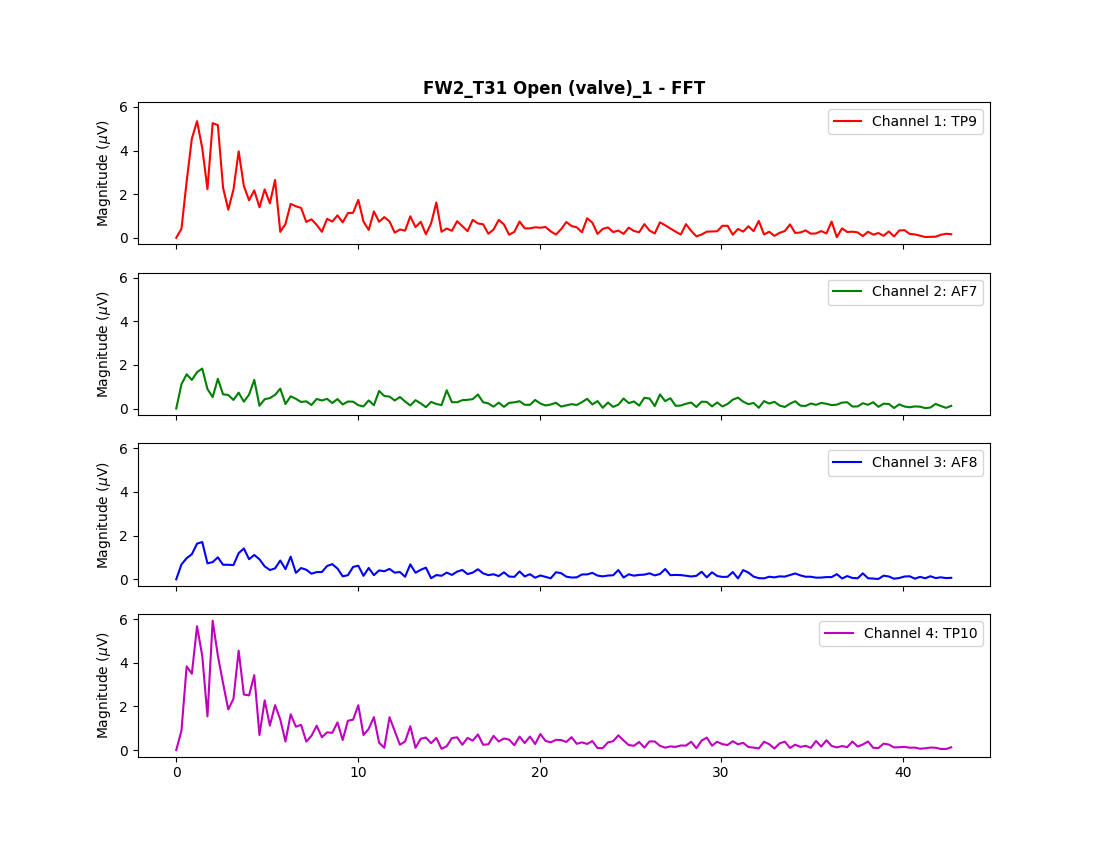 FW2_T31 Open (valve)_1 - FFT
6
4
2
0
Magnitude (μV)
Channel 1: TP9
6
4
2
0
Magnitude (μV)
Channel 2: AF7
6
4
2
0
Magnitude (μV)
Channel 3: AF8
6
4
2
0
Magnitude (μV)
Channel 4: TP10
0 10 20 30 40